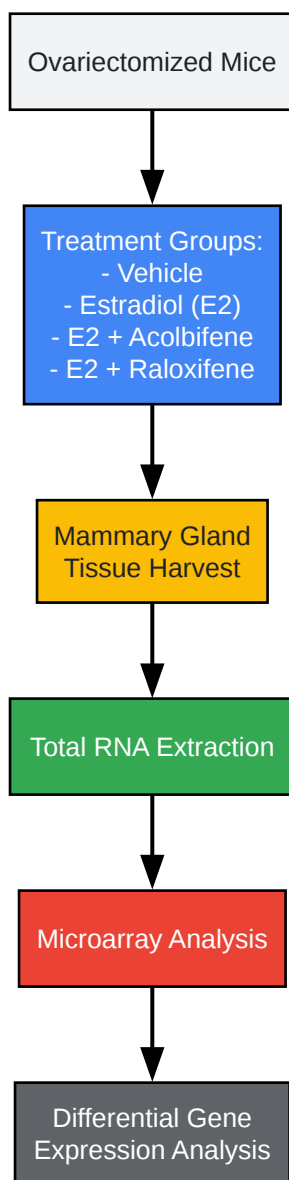 Ovariectomized Mice
Treatment Groups:
- Vehicle
- Estradiol (E2)
- E2 + Acolbifene
- E2 + Raloxifene
Mammary Gland
Tissue Harvest
Total RNA Extraction
Microarray Analysis
Differential Gene
Expression Analysis